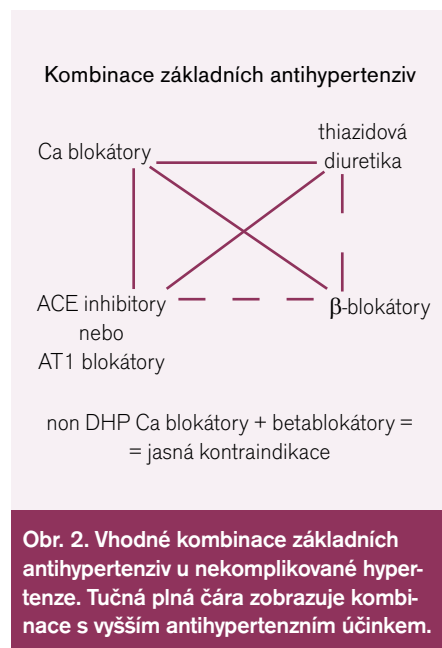 Kombinace základních antihypertenziv
thiazidová
diuretika
Ca blokátory
ACE inhibitory
nebo
AT1 blokátory
β-blokátory
non DHP Ca blokátory + betablokátory =
= jasná kontraindikace
Obr. 2. Vhodné kombinace základních
antihypertenziv u nekomplikované hyper-
tenze. Tučná plná čára zobrazuje kombi-
nace s vyšším antihypertenzním účinkem.